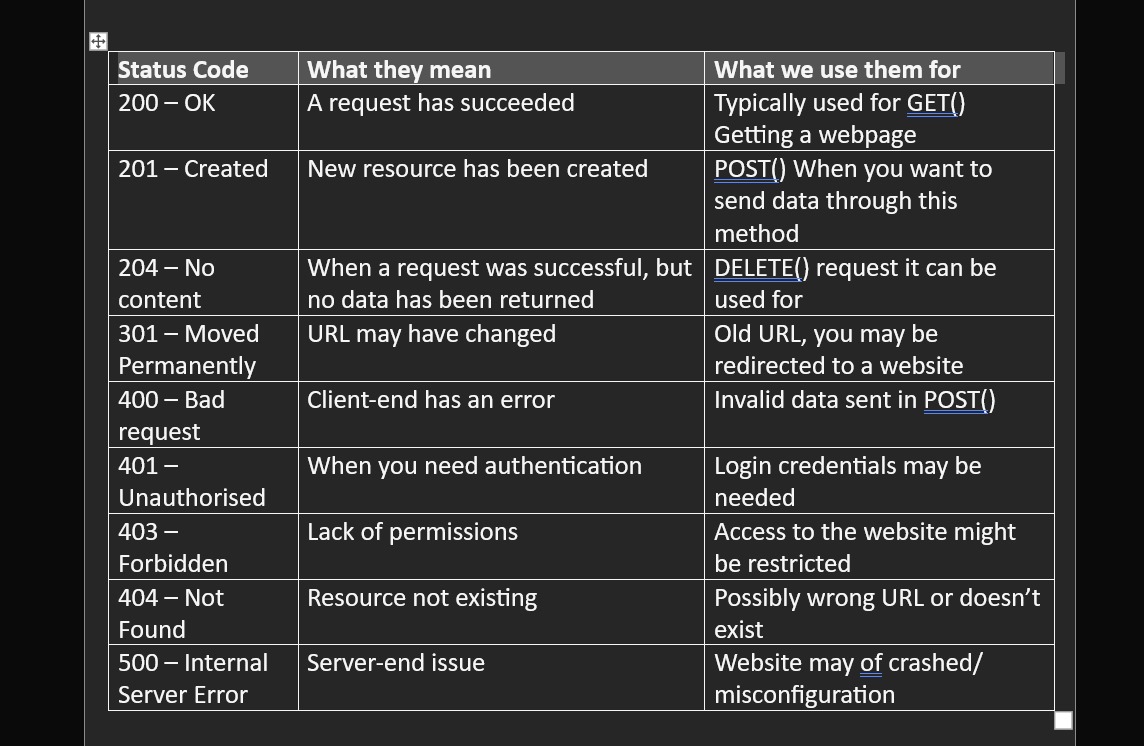 Status Code
What they mean
What we use them for
200 – OK
A request has succeeded
Typically used for GET()
Getting a webpage
201 – Created
New resource has been created
POST() When you want to
send data through this
method
204 – No
content
When a request was successful, but
no data has been returned
DELETE() request it can be
used for
301 – Moved
Permanently
URL may have changed
Old URL, you may be
redirected to a website
400 – Bad
request
Client-end has an error
Invalid data sent in POST()
401 –
Unauthorised
When you need authentication
Login credentials may be
needed
403 –
Forbidden
Lack of permissions
Access to the website might
be restricted
404 – Not
Found
Resource not existing
Possibly wrong URL or doesn’t
exist
500 – Internal
Server Error
Server-end issue
Website may of crashed/
misconfiguration